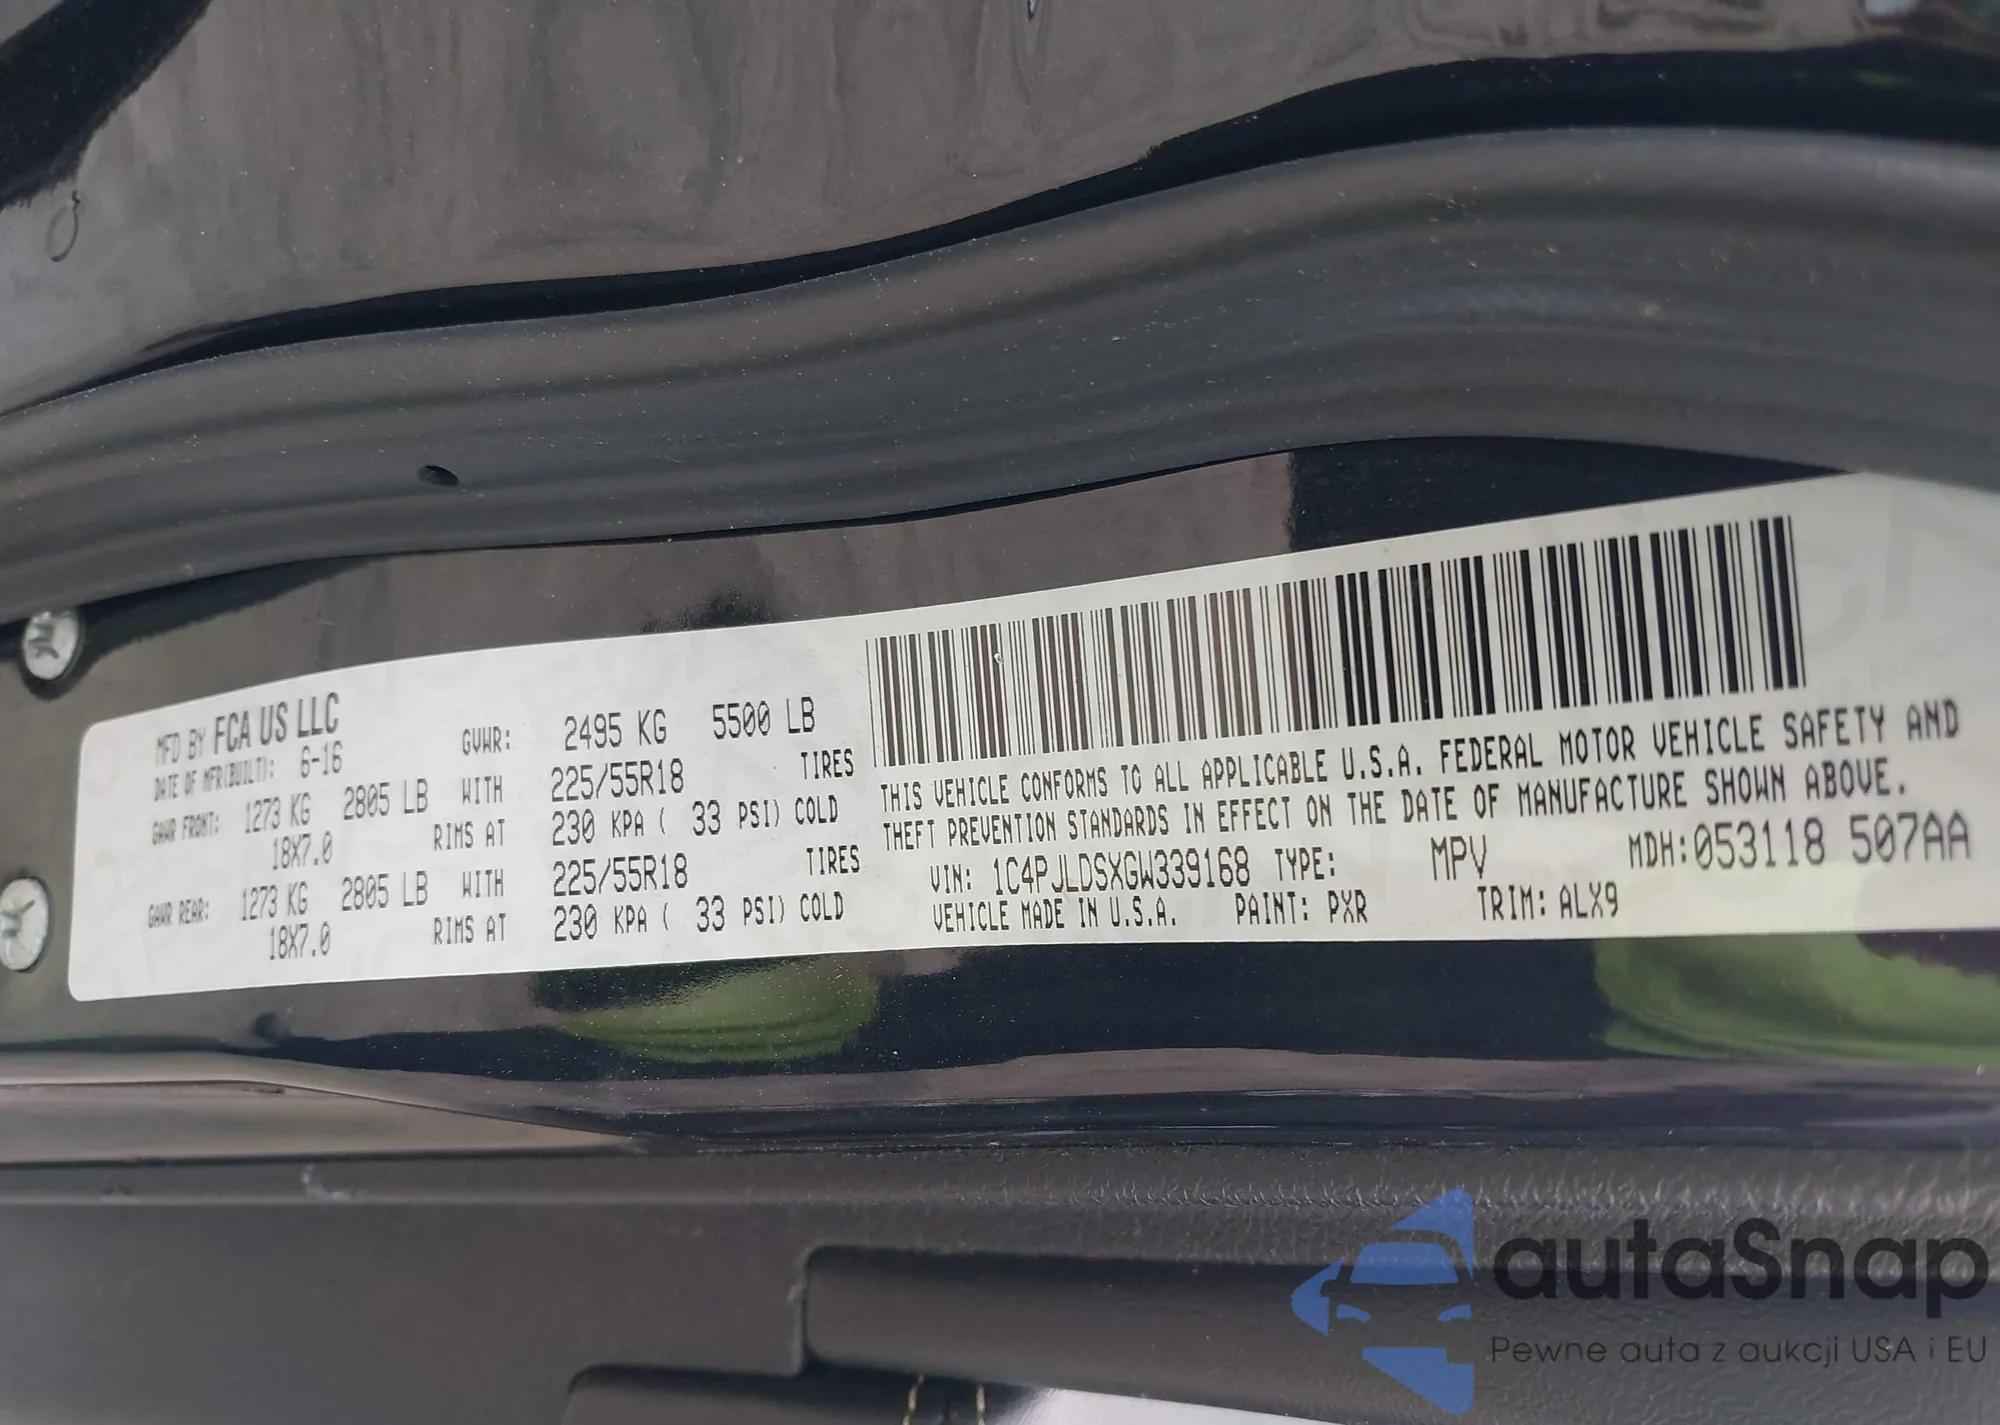 MFD BY FCA US LLC
DATE OF MFR(BUILT): 6-16
GVWR: 2495 KG 5500 LB
GAWR FRONT: 1273 KG 2805 LB WITH 225/55R18 TIRES
18X7.0 RIMS AT 230 KPA ( 33 PSI) COLD
GAWR REAR: 1273 KG 2805 LB WITH 225/55R18 TIRES
18X7.0 RIMS AT 230 KPA ( 33 PSI) COLD
THIS VEHICLE CONFORMS TO ALL APPLICABLE U.S.A. FEDERAL MOTOR VEHICLE SAFETY AND
THEFT PREVENTION STANDARDS IN EFFECT ON THE DATE OF MANUFACTURE SHOWN ABOVE.
VIN: 1C4PJLDSXGW339168 TYPE: MPV MDH:053118 507AA
VEHICLE MADE IN U.S.A. PAINT: PXR TRIM: ALX9
autaSnap
Pewne auta z aukcji USA i EU